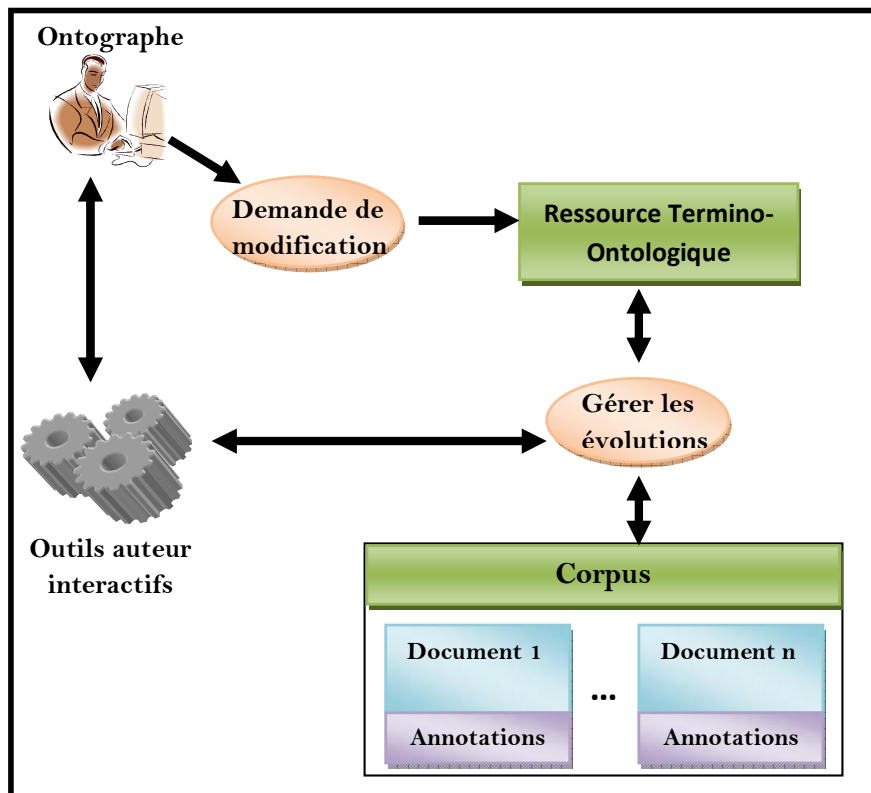 Ontographe
Demande de
modification
Ressource Termino-
Ontologique
Gérer les
évolutions
Outils auteur
interactifs
Corpus
Document 1
...
Document n
Annotations
Annotations